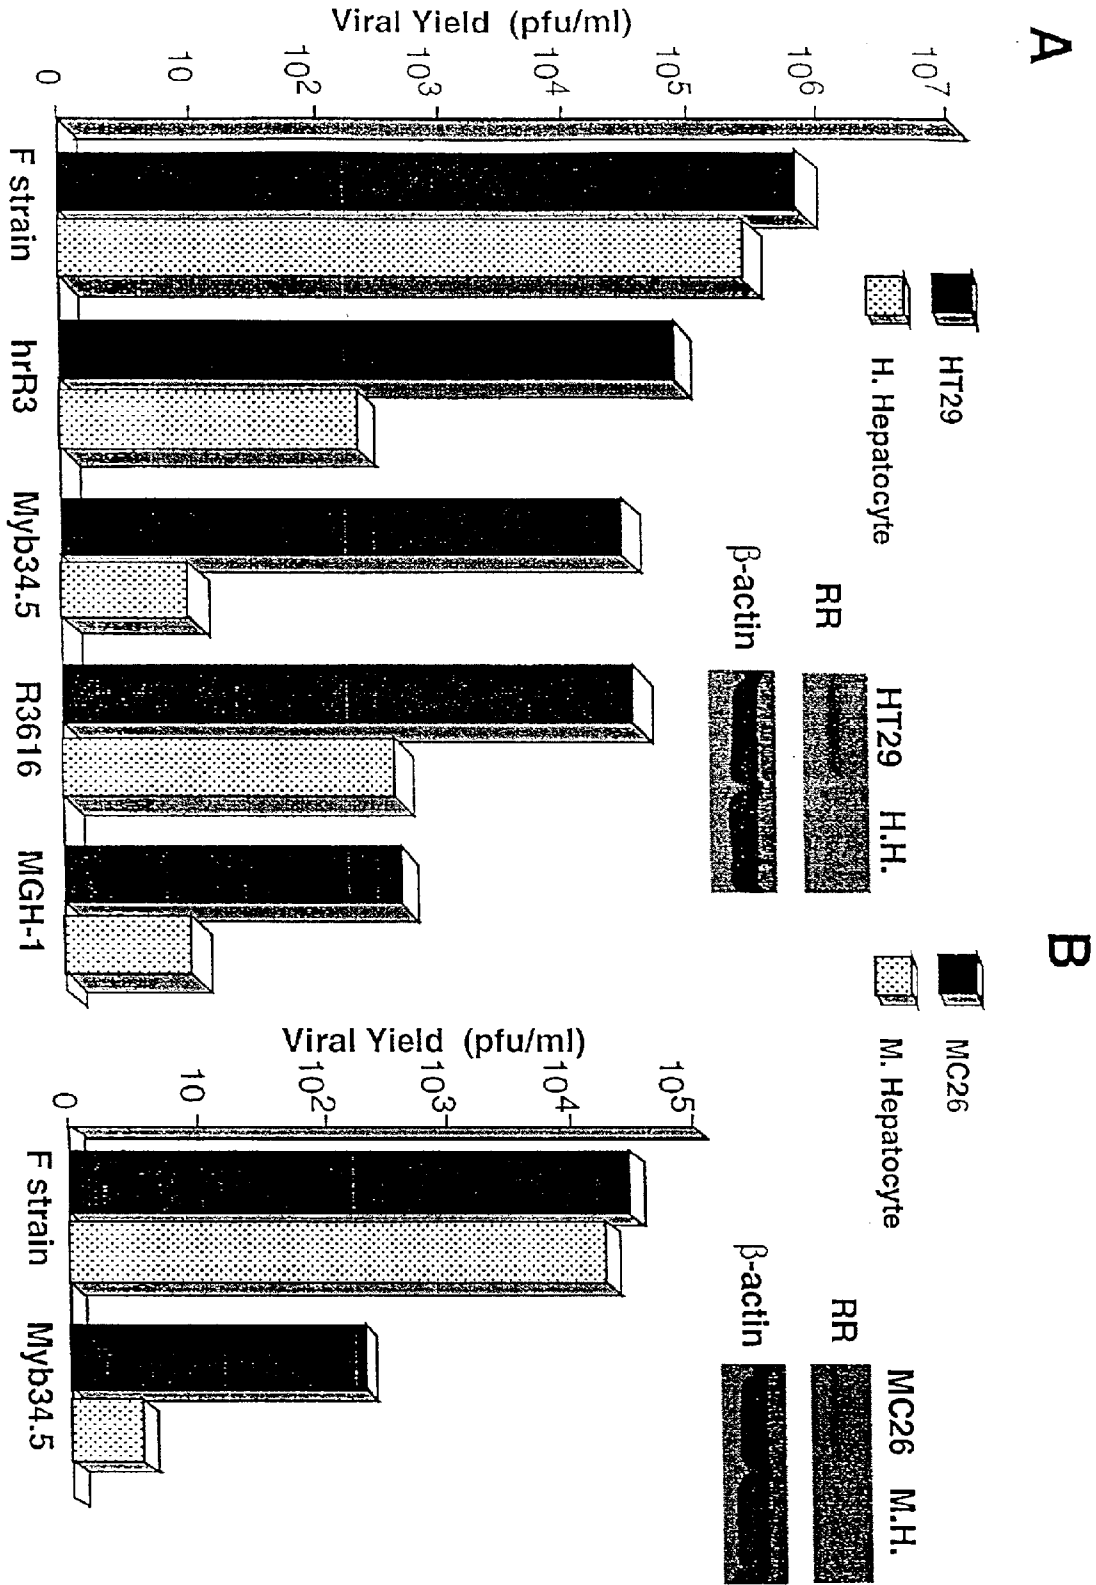 A
HT29
H. Hepatocyte
HT29 H.H.
RR
β-actin
Viral Yield (pfu/ml)
10⁷
10⁶
10⁵
10⁴
10³
10²
10
0
F strain hrR3 Myb34.5 R3616 MGH-1
B
MC26
M. Hepatocyte
MC26 M.H.
RR
β-actin
Viral Yield (pfu/ml)
10⁵
10⁴
10³
10²
10
0
F strain Myb34.5